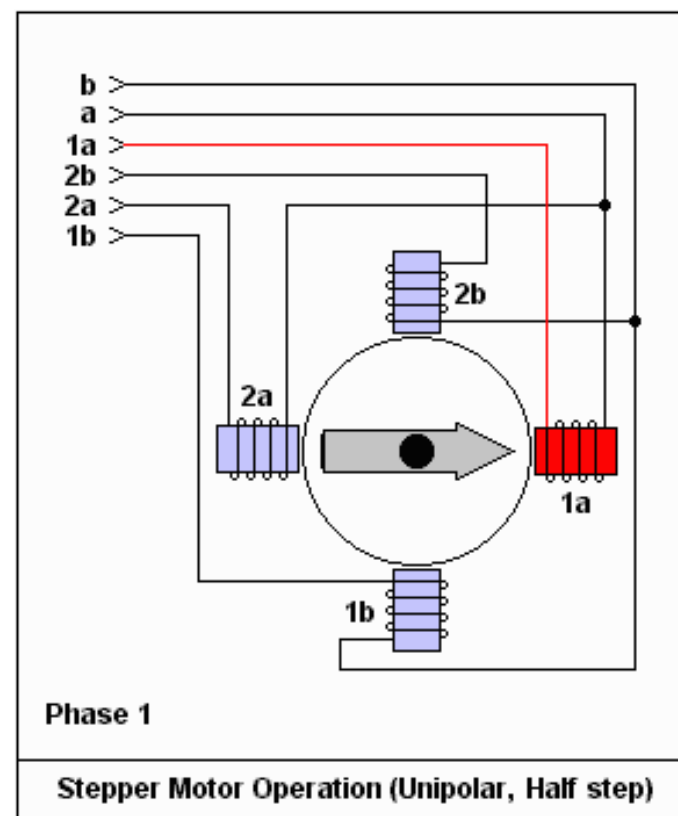 b
a
1a
2b
2a
1b
2b
2a
1a
1b
Phase 1
Stepper Motor Operation (Unipolar, Half step)